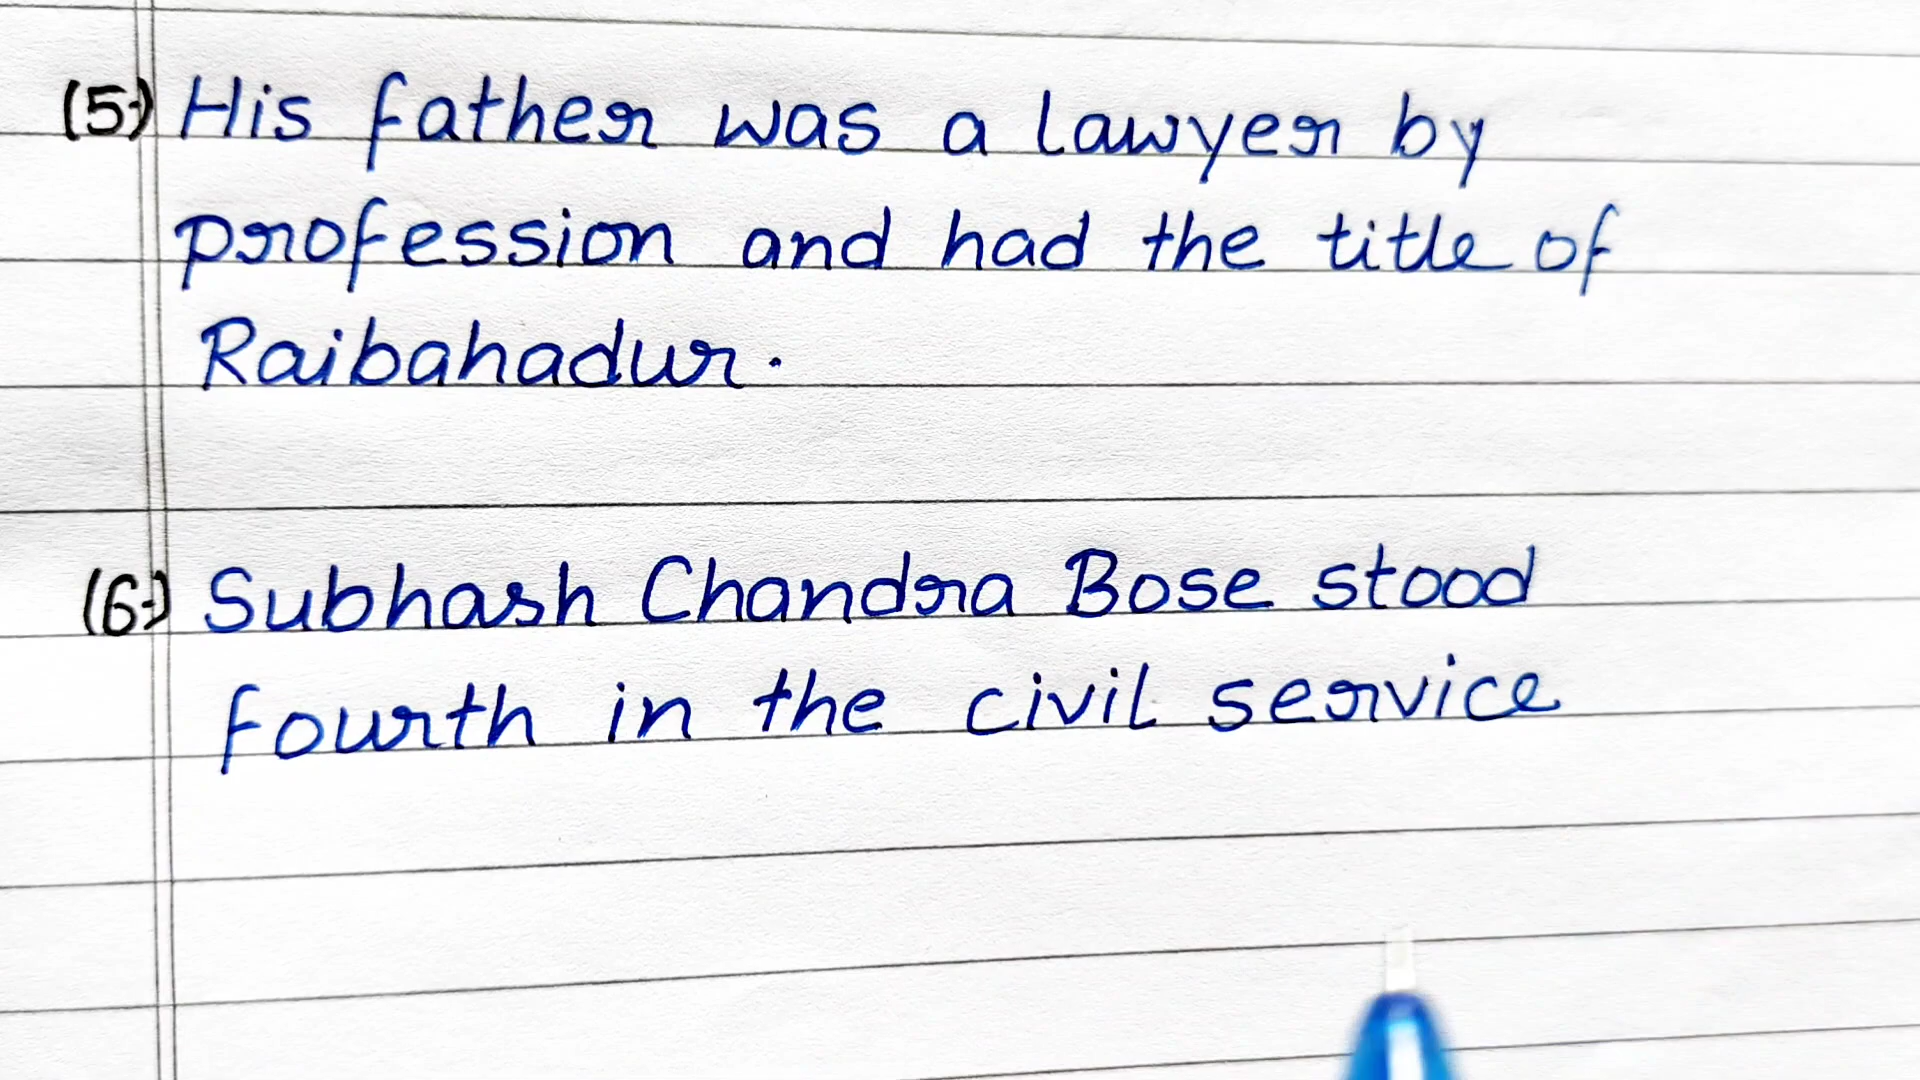 (5.) His father was a lawyer by
profession and had the title of
Raibahadur.
(6.) Subhash Chandra Bose stood
fourth in the civil service